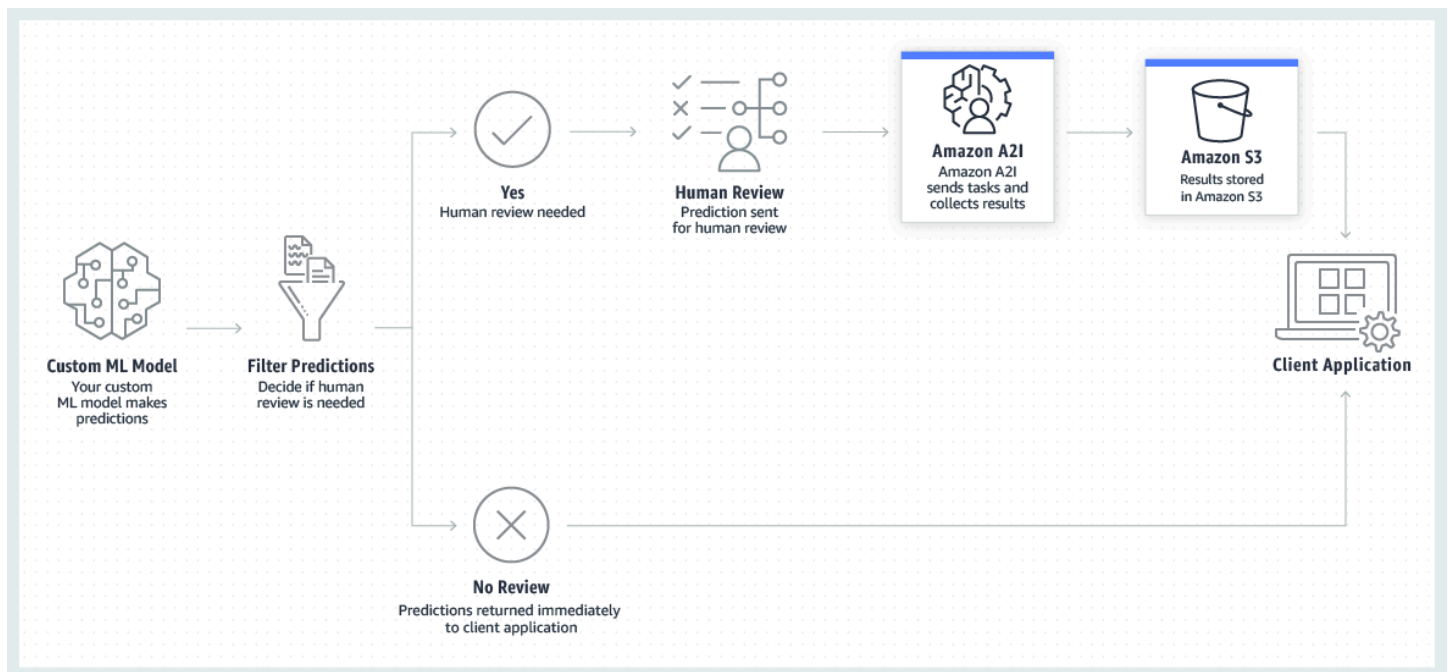 Custom ML Model
Your custom
ML model makes
predictions
Filter Predictions
Decide if human
review is needed
Yes
Human review needed
Human Review
Prediction sent
for human review
Amazon A2I
Amazon A2I
sends tasks and
collects results
Amazon S3
Results stored
in Amazon S3
Client Application
No Review
Predictions returned immediately
to client application